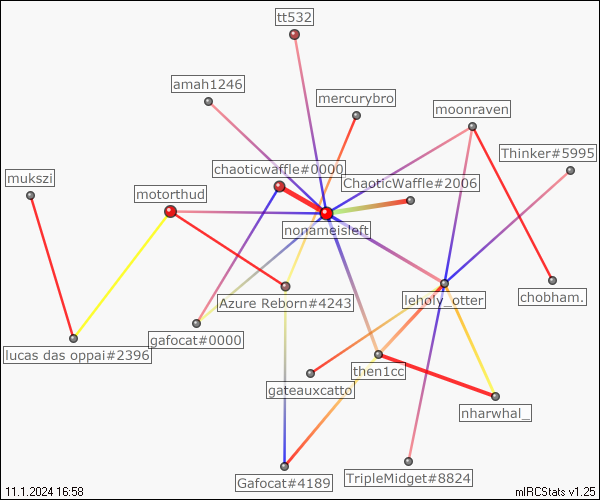 tt532
amah1246
mercurybro
moonraven
Thinker#5995
chaoticwaffle#0000
ChaoticWaffle#2006
mukszi
motorthud
nonameisleft
Azure Reborn#4243
leholy_otter
chobham.
gafocat#0000
lucas das oppai#2396
then1cc
gateauxcatto
nharwhal_
Gafocat#4189
TripleMidget#8824
11.1.2024 16:58
mIRCStats v1.25